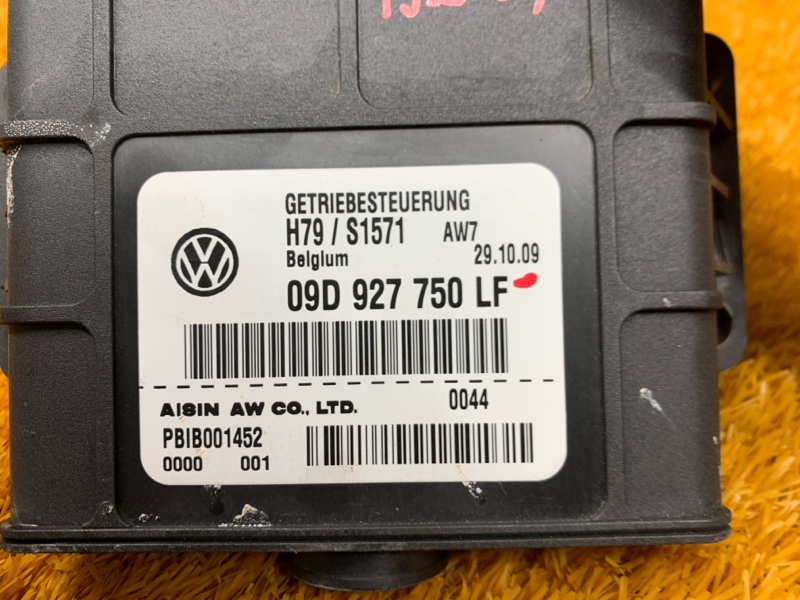 GETRIEBESTEUERUNG
H79 / S1571 AW7
Belgium 29.10.09
09D 927 750 LF
AISIN AW CO., LTD. 0044
PBIB001452
0000 001